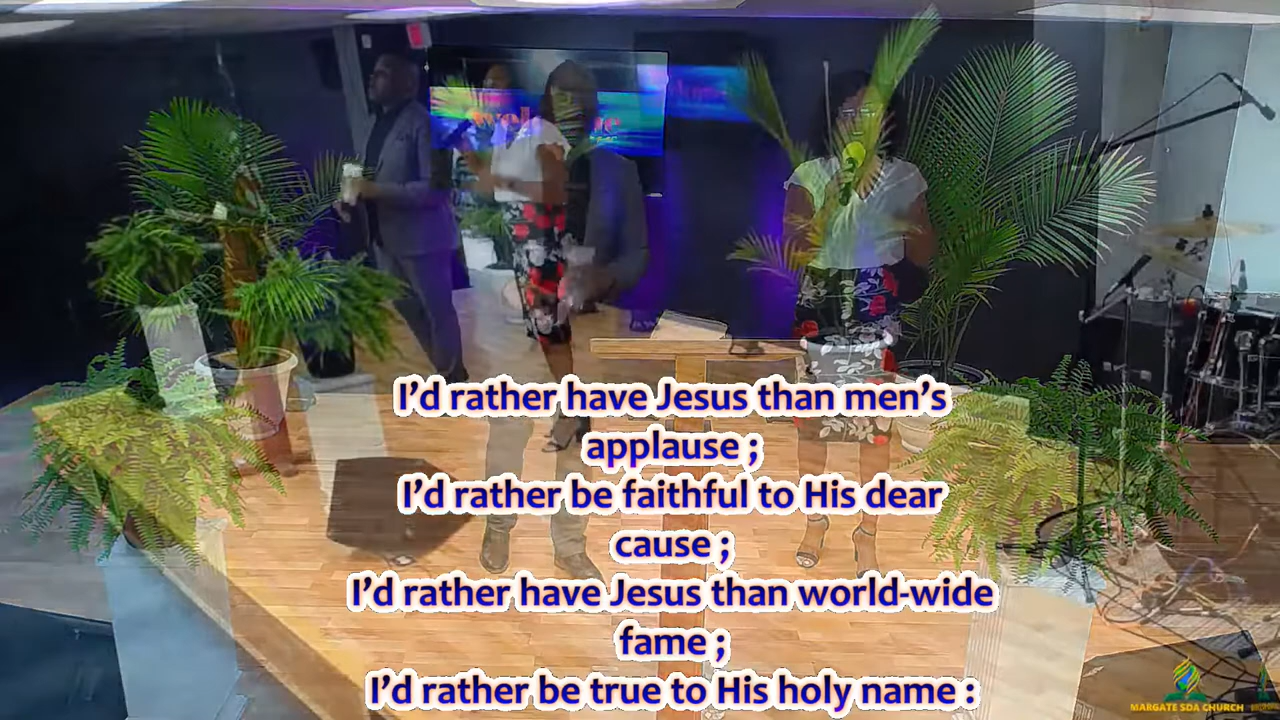 I'd rather have Jesus than men's
applause ;
I'd rather be faithful to His dear
cause ;
I'd rather have Jesus than world-wide
fame ;
I'd rather be true to His holy name :
MARGATE SDA CHURCH